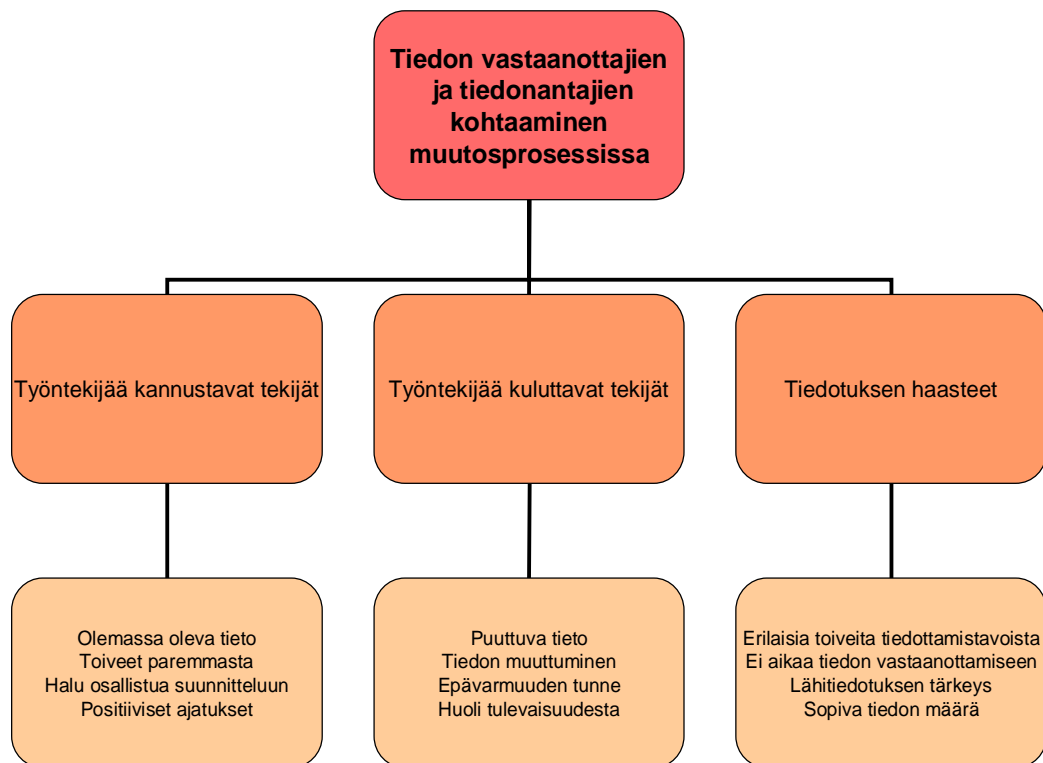 Tiedon vastaanottajien
ja tiedonantajien
kohtaaminen
muutosprosessissa
Työntekijää kannustavat tekijät
Työntekijää kuluttavat tekijät
Tiedotuksen haasteet
Olemassa oleva tieto
Toiveet paremmasta
Halu osallistua suunnitteluun
Positiiviset ajatukset
Puuttuva tieto
Tiedon muuttuminen
Epävarmuuden tunne
Huoli tulevaisuudesta
Erilaisia toiveita tiedottamistavoista
Ei aikaa tiedon vastaanottamiseen
Lähitiedotuksen tärkeys
Sopiva tiedon määrä